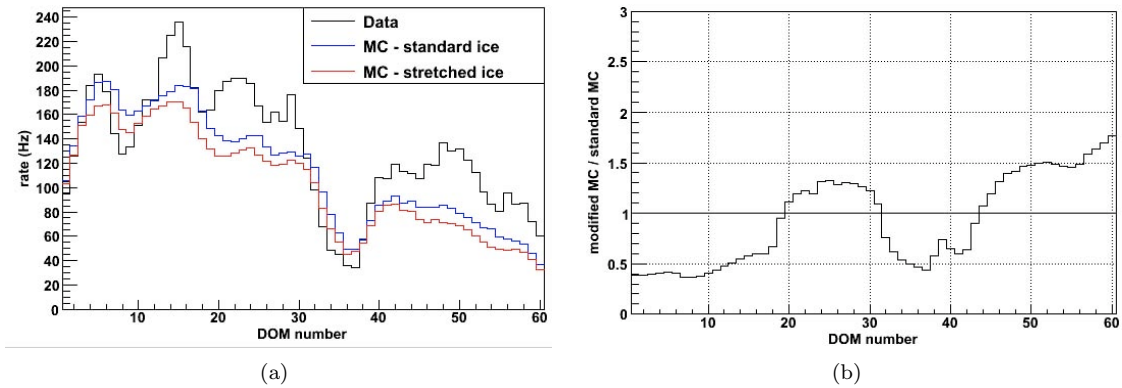 240
220
200
180
160
140
120
100
80
60
40
20
0
rate (Hz)
Data
MC - standard ice
MC - stretched ice
1 10 20 30 40 50 60
DOM number
(a)
3
2.5
2
1.5
1
0.5
0
modified MC / standard MC
10 20 30 40 50 60
DOM number
(b)